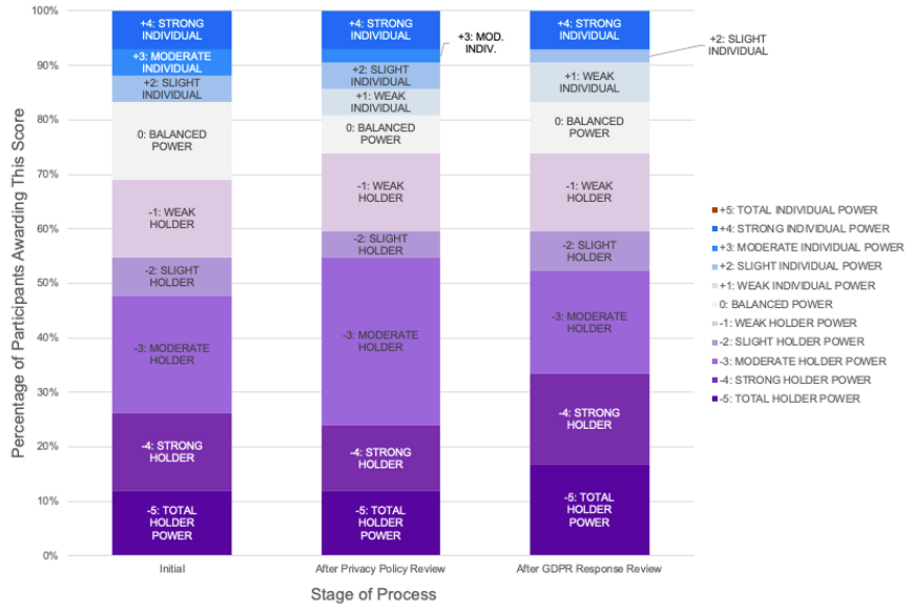 100%
90%
80%
70%
60%
50%
40%
30%
20%
10%
0%
Percentage of Participants Awarding This Score
+4: STRONG
INDIVIDUAL
+3: MODERATE
INDIVIDUAL
+2: SLIGHT
INDIVIDUAL
0: BALANCED
POWER
-1: WEAK
HOLDER
-2: SLIGHT
HOLDER
-3: MODERATE
HOLDER
-4: STRONG
HOLDER
-5: TOTAL
HOLDER
POWER
+4: STRONG
INDIVIDUAL
+3: MOD.
INDIV.
+2: SLIGHT
INDIVIDUAL
+1: WEAK
INDIVIDUAL
0: BALANCED
POWER
-1: WEAK
HOLDER
-2: SLIGHT
HOLDER
-3: MODERATE
HOLDER
-4: STRONG
HOLDER
-5: TOTAL
HOLDER
POWER
+4: STRONG
INDIVIDUAL
+2: SLIGHT
INDIVIDUAL
+1: WEAK
INDIVIDUAL
0: BALANCED
POWER
-1: WEAK
HOLDER
-2: SLIGHT
HOLDER
-3: MODERATE
HOLDER
-4: STRONG
HOLDER
-5: TOTAL
HOLDER
POWER
Initial
After Privacy Policy Review
After GDPR Response Review
Stage of Process
+5: TOTAL INDIVIDUAL POWER
+4: STRONG INDIVIDUAL POWER
+3: MODERATE INDIVIDUAL POWER
+2: SLIGHT INDIVIDUAL POWER
+1: WEAK INDIVIDUAL POWER
0: BALANCED POWER
-1: WEAK HOLDER POWER
-2: SLIGHT HOLDER POWER
-3: MODERATE HOLDER POWER
-4: STRONG HOLDER POWER
-5: TOTAL HOLDER POWER